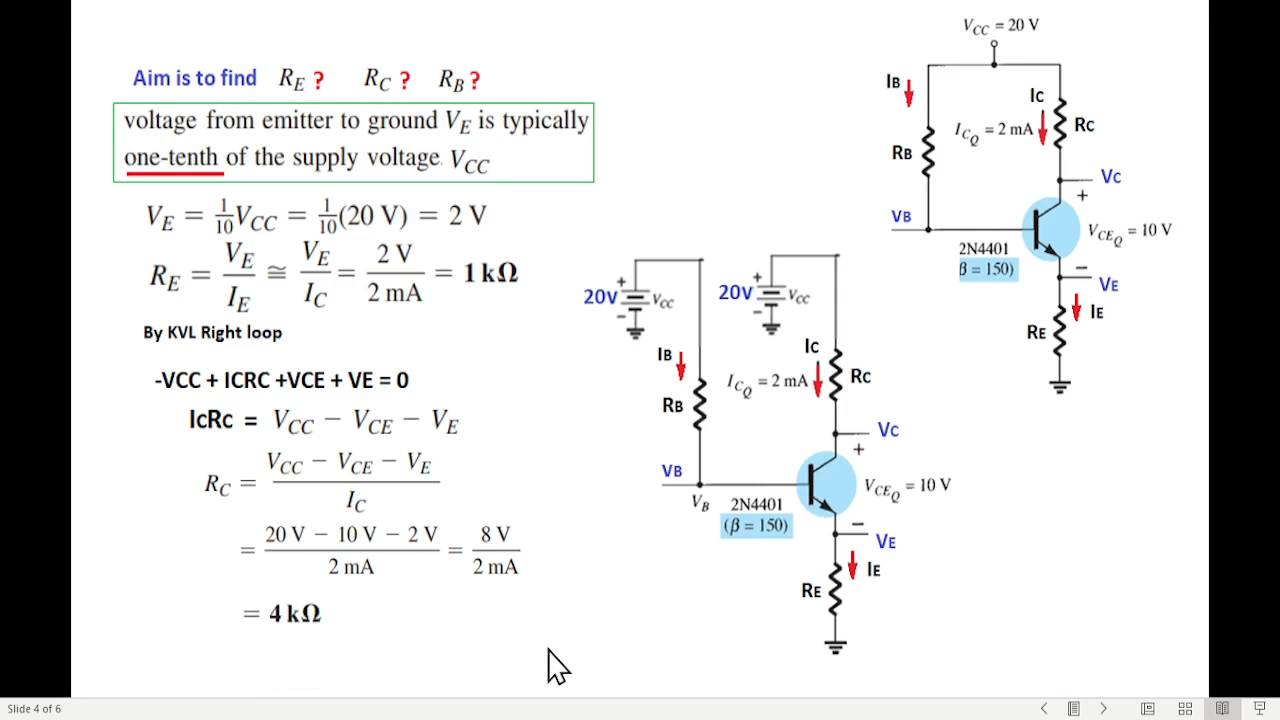 Aim is to find R_E ? R_C ? R_B ?
voltage from emitter to ground V_E is typically
one-tenth of the supply voltage. V_CC
V_E = 1/10 V_CC = 1/10 (20 V) = 2 V
R_E = V_E / I_E ≅ V_E / I_C = 2 V / 2 mA = 1 kΩ
By KVL Right loop
-VCC + ICRC +VCE + VE = 0
IcRc = V_CC − V_CE − V_E
R_C = (V_CC − V_CE − V_E) / I_C
= (20 V − 10 V − 2 V) / 2 mA = 8 V / 2 mA
= 4 kΩ
20V + − V_CC
20V + − V_CC
IB
RB
Ic
I_CQ = 2 mA
Rc
Vc
+
VB
V_B
2N4401
(β = 150)
V_CEQ = 10 V
−
VE
IE
RE
V_CC = 20 V
IB
Ic
I_CQ = 2 mA
Rc
RB
Vc
+
VB
V_CEQ = 10 V
2N4401
β = 150)
−
VE
IE
RE
Slide 4 of 6